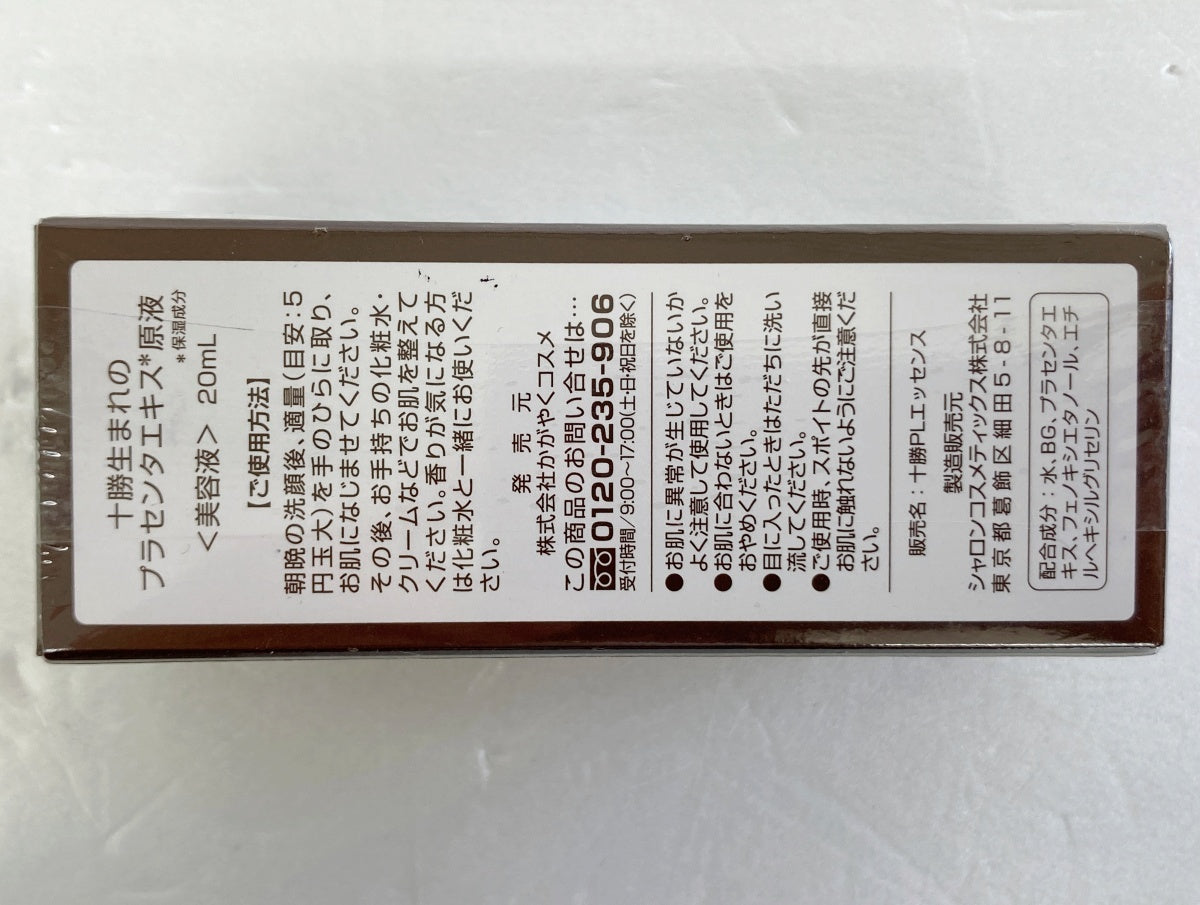 十勝生まれの
プラセンタエキス*原液
*保湿成分
<美容液> 20mL
【ご使用方法】
朝晩の洗顔後、適量(目安:5
円玉大)を手のひらに取り、
お肌になじませてください。
その後、お手持ちの化粧水・
クリームなどでお肌を整えて
ください。香りが気になる方
は化粧水と一緒にお使いくだ
さい。
発売元
株式会社かがやくコスメ
この商品のお問い合せは…
0120-235-906
受付時間/9:00~17:00(土・日・祝日を除く)
●お肌に異常が生じていないか
よく注意して使用してください。
●お肌に合わないときはご使用を
おやめください。
●目に入ったときはただちに洗い
流してください。
●ご使用時、スポイトの先が直接
お肌に触れないようにご注意くだ
さい。
販売名:十勝PLエッセンス
製造販売元
シャロンコスメティックス株式会社
東京都葛飾区細田5-8-11
配合成分:水、BG、プラセンタエ
キス、フェノキシエタノール、エチ
ルヘキシルグリセリン